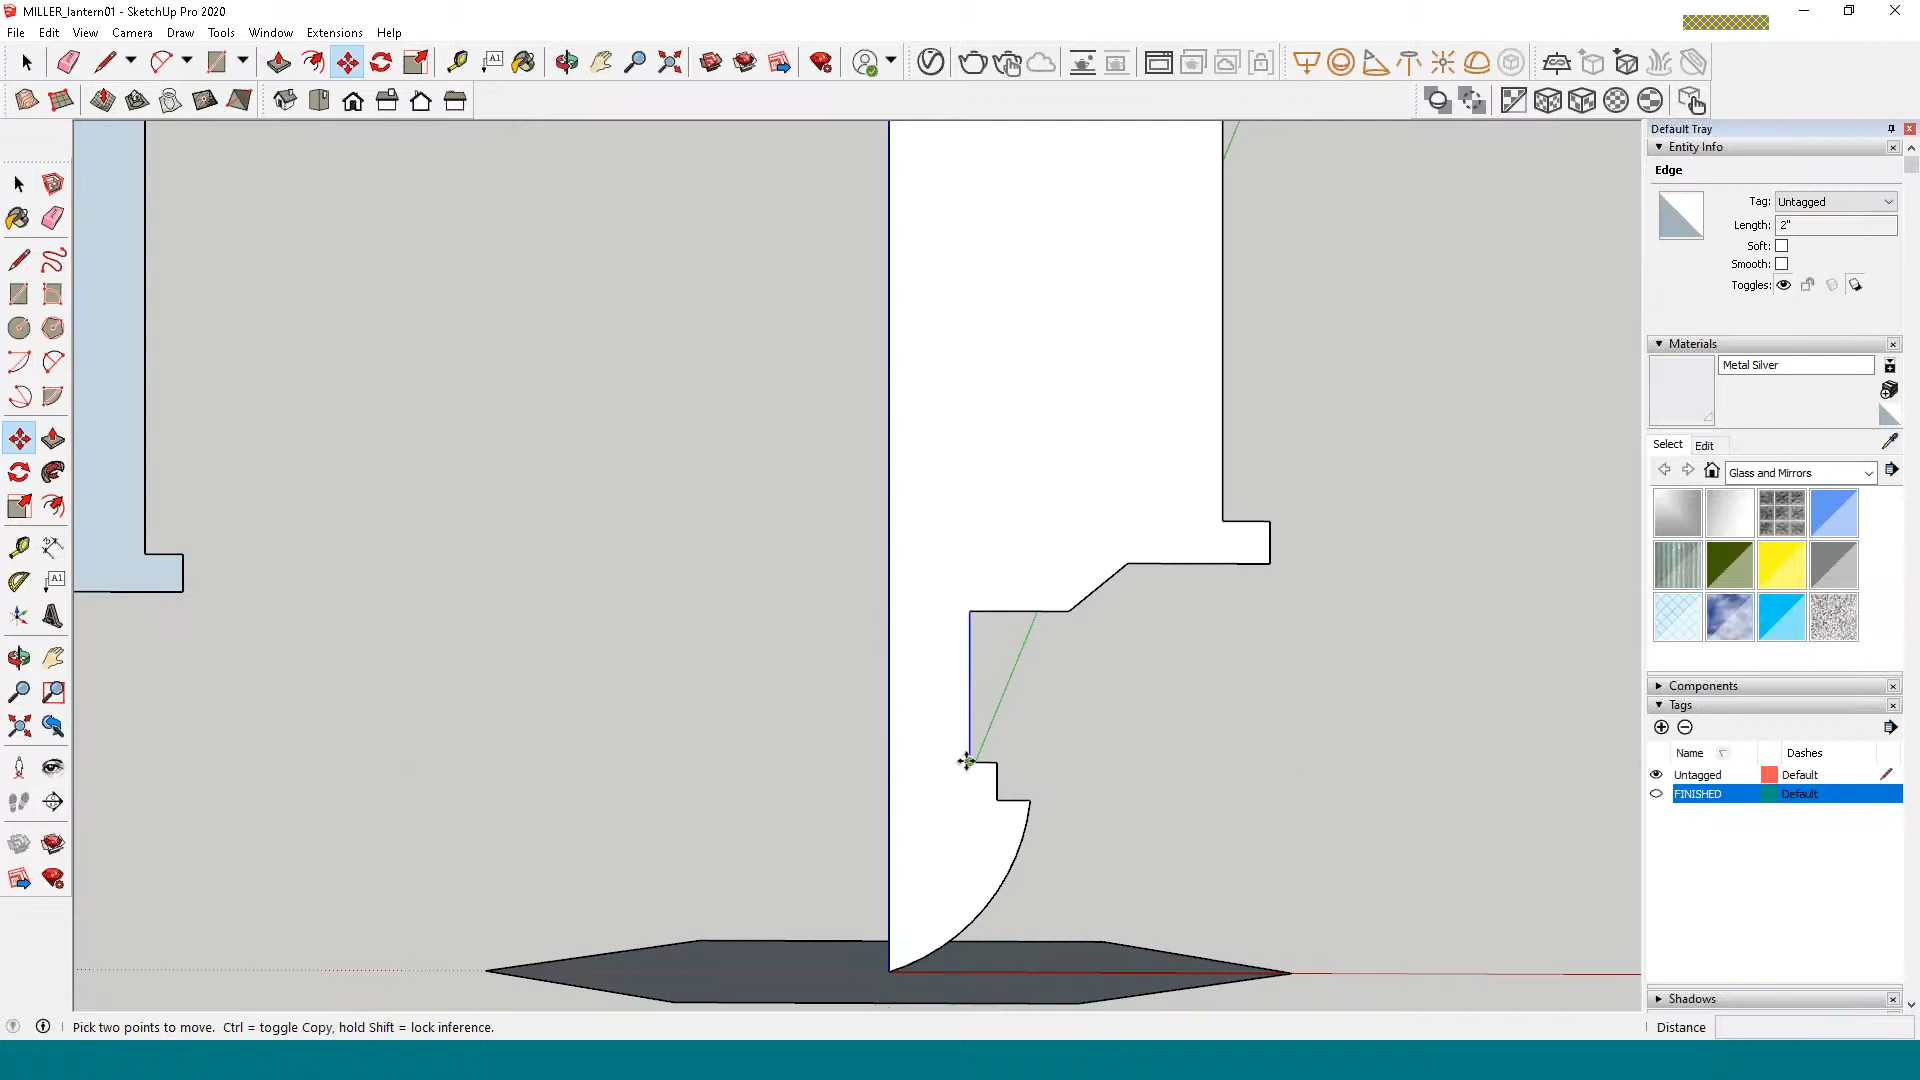 MILLER_lantern01 - SketchUp Pro 2020
File Edit View Camera Draw Tools Window Extensions Help
A1
Default Tray
Entity Info
Edge
Tag: Untagged
Length: 2"
Soft:
Smooth:
Toggles:
Materials
Metal Silver
Select Edit
Glass and Mirrors
A1
Components
Tags
Name Dashes
Untagged Default
FINISHED Default
Shadows
Pick two points to move. Ctrl = toggle Copy, hold Shift = lock inference.
Distance